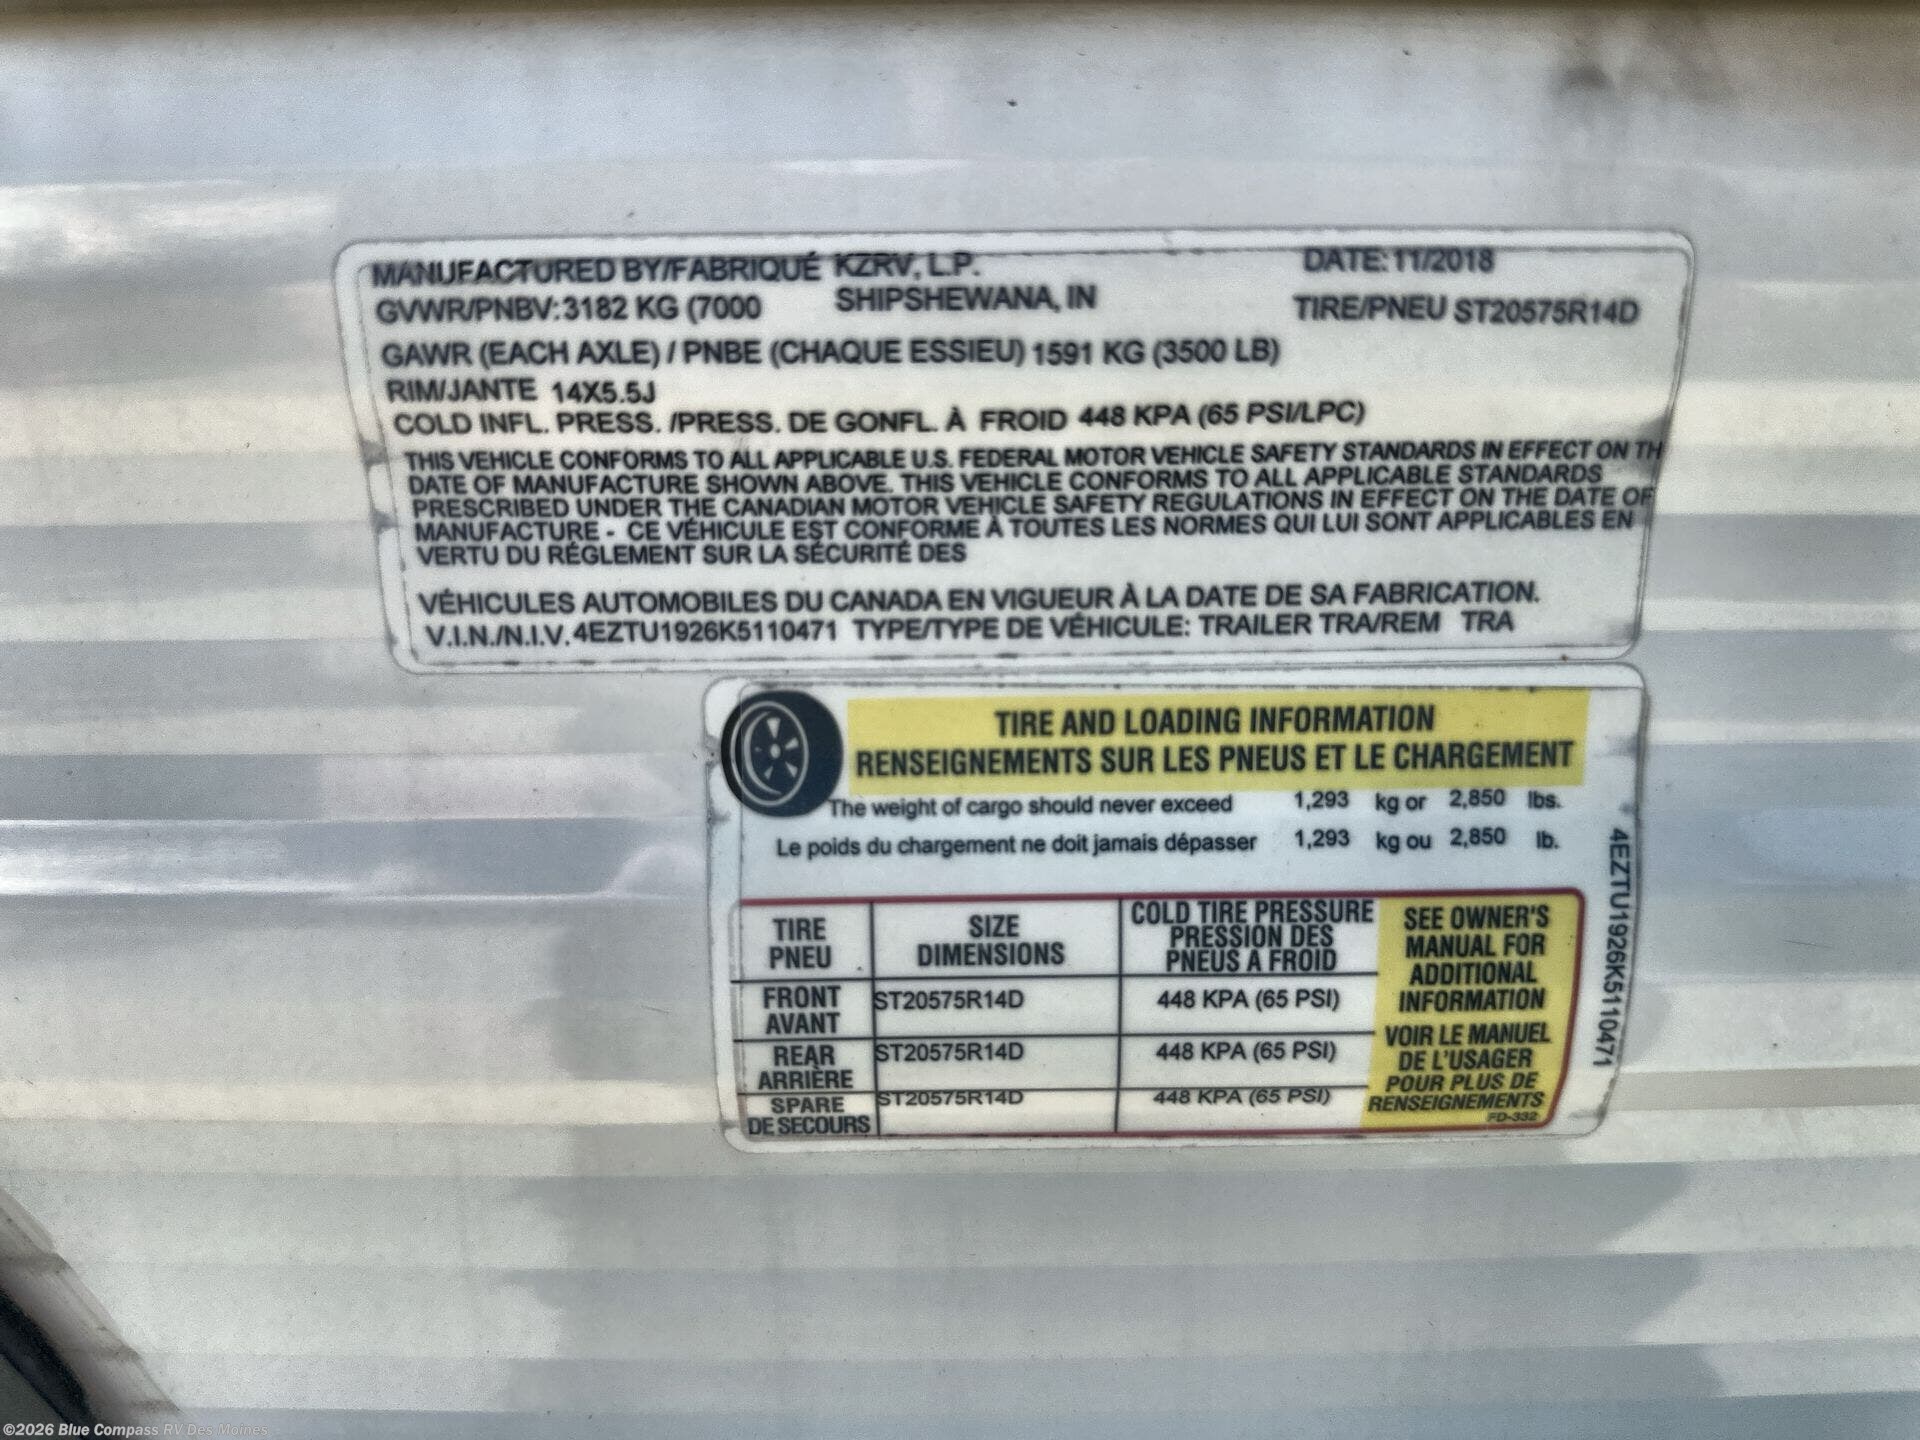 MANUFACTURED BY/FABRIQUÉ KZRV, L.P. DATE: 11/2018
GVWR/PNBV: 3182 KG (7000 SHIPSHEWANA, IN TIRE/PNEU ST20575R14D
GAWR (EACH AXLE) / PNBE (CHAQUE ESSIEU) 1591 KG (3500 LB)
RIM/JANTE 14X5.5J
COLD INFL. PRESS. /PRESS. DE GONFL. À FROID 448 KPA (65 PSI/LPC)
THIS VEHICLE CONFORMS TO ALL APPLICABLE U.S. FEDERAL MOTOR VEHICLE SAFETY STANDARDS IN EFFECT ON TH
DATE OF MANUFACTURE SHOWN ABOVE. THIS VEHICLE CONFORMS TO ALL APPLICABLE STANDARDS
PRESCRIBED UNDER THE CANADIAN MOTOR VEHICLE SAFETY REGULATIONS IN EFFECT ON THE DATE OF
MANUFACTURE - CE VÉHICULE EST CONFORME À TOUTES LES NORMES QUI LUI SONT APPLICABLES EN
VERTU DU RÉGLEMENT SUR LA SÉCURITÉ DES
VÉHICULES AUTOMOBILES DU CANADA EN VIGUEUR À LA DATE DE SA FABRICATION.
V.I.N./N.I.V. 4EZTU1926K5110471 TYPE/TYPE DE VÉHICULE: TRAILER TRA/REM TRA
TIRE AND LOADING INFORMATION
RENSEIGNEMENTS SUR LES PNEUS ET LE CHARGEMENT
The weight of cargo should never exceed 1,293 kg or 2,850 lbs.
Le poids du chargement ne doit jamais dépasser 1,293 kg ou 2,850 lb.
TIRE
PNEU
SIZE
DIMENSIONS
COLD TIRE PRESSURE
PRESSION DES
PNEUS A FROID
FRONT
AVANT
ST20575R14D
448 KPA (65 PSI)
REAR
ARRIÈRE
ST20575R14D
448 KPA (65 PSI)
SPARE
DE SECOURS
ST20575R14D
448 KPA (65 PSI)
SEE OWNER'S
MANUAL FOR
ADDITIONAL
INFORMATION
VOIR LE MANUEL
DE L'USAGER
POUR PLUS DE
RENSEIGNEMENTS
FD-332
4EZTU1926K5110471
©2026 Blue Compass RV Des Moines